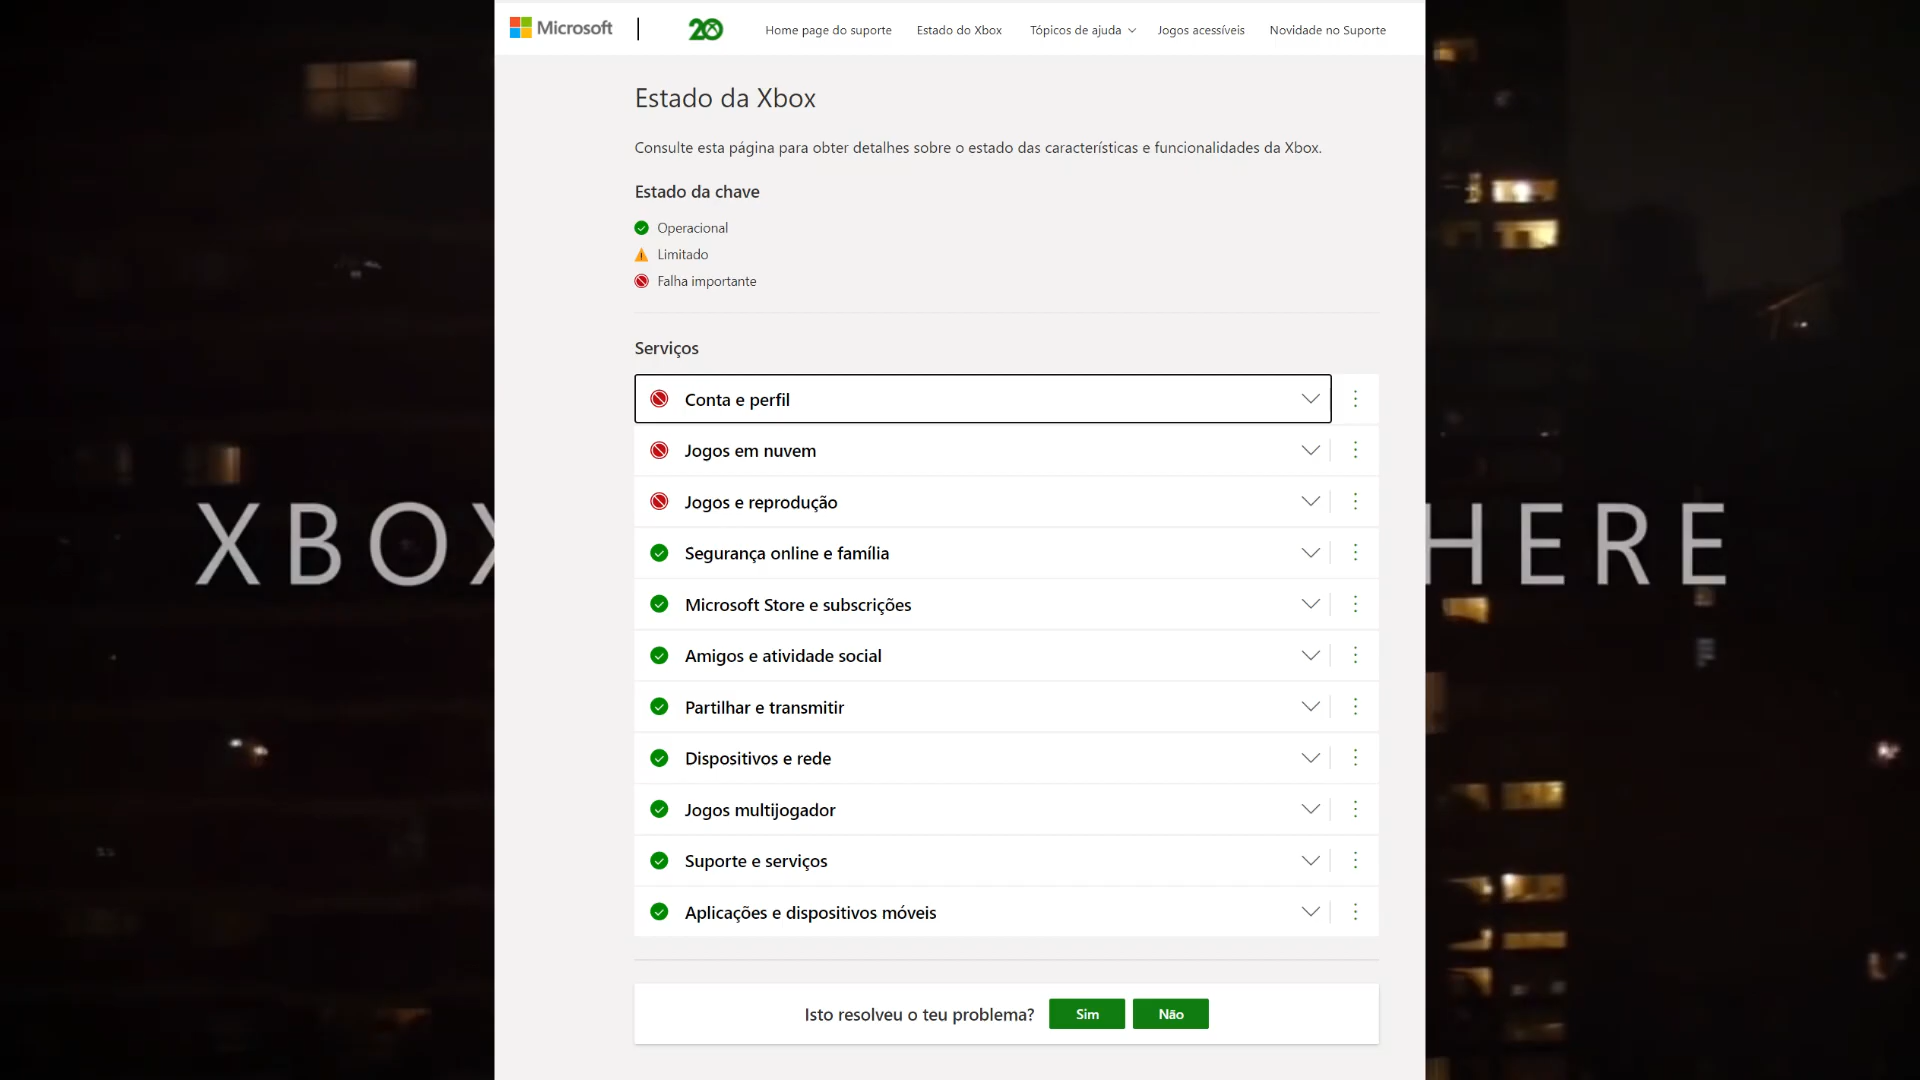 Microsoft
20
Home page do suporte
Estado do Xbox
Tópicos de ajuda
Jogos acessíveis
Novidade no Suporte
Estado da Xbox
Consulte esta página para obter detalhes sobre o estado das características e funcionalidades da Xbox.
Estado da chave
Operacional
Limitado
Falha importante
Serviços
Conta e perfil
Jogos em nuvem
Jogos e reprodução
XBOX
HERE
Segurança online e família
Microsoft Store e subscrições
Amigos e atividade social
Partilhar e transmitir
Dispositivos e rede
Jogos multijogador
Suporte e serviços
Aplicações e dispositivos móveis
Isto resolveu o teu problema?
Sim
Não